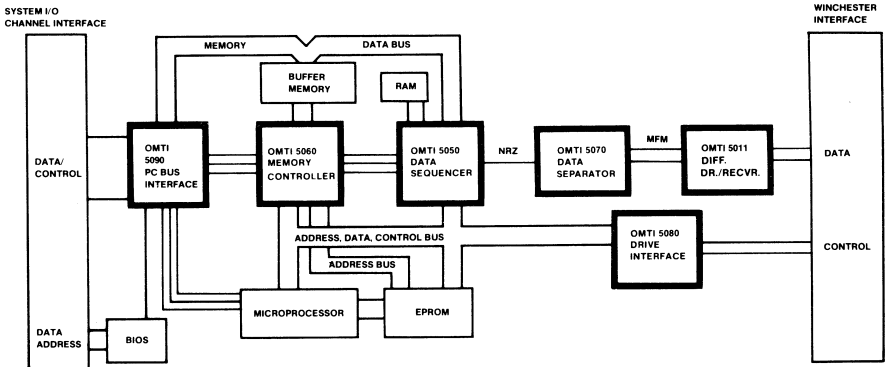 SYSTEM I/O
CHANNEL INTERFACE
WINCHESTER
INTERFACE
MEMORY
DATA BUS
BUFFER
MEMORY
RAM
DATA/
CONTROL
OMTI
5090
PC BUS
INTERFACE
OMTI 5060
MEMORY
CONTROLLER
OMTI 5050
DATA
SEQUENCER
NRZ
OMTI 5070
DATA
SEPARATOR
MFM
OMTI 5011
DIFF.
DR./RECVR.
DATA
ADDRESS, DATA, CONTROL BUS
OMTI 5080
DRIVE
INTERFACE
CONTROL
ADDRESS BUS
MICROPROCESSOR
EPROM
DATA
ADDRESS
BIOS